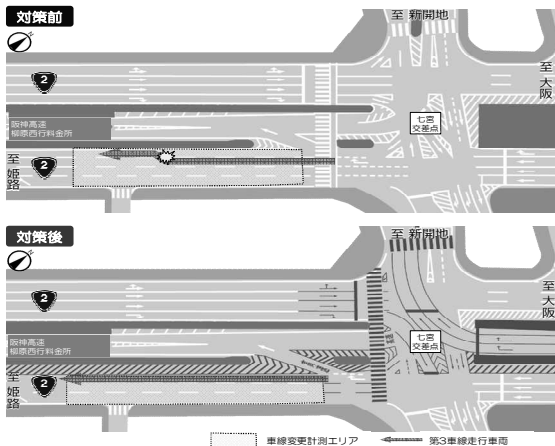 対策前
至 新開地
N
2
至大阪
阪神高速
柳原西行料金所
七宮
交差点
至姫路
2
対策後
至 新開地
N
2
至大阪
阪神高速
柳原西行料金所
七宮
交差点
至姫路
2
車線変更計測エリア
第3車線走行車両